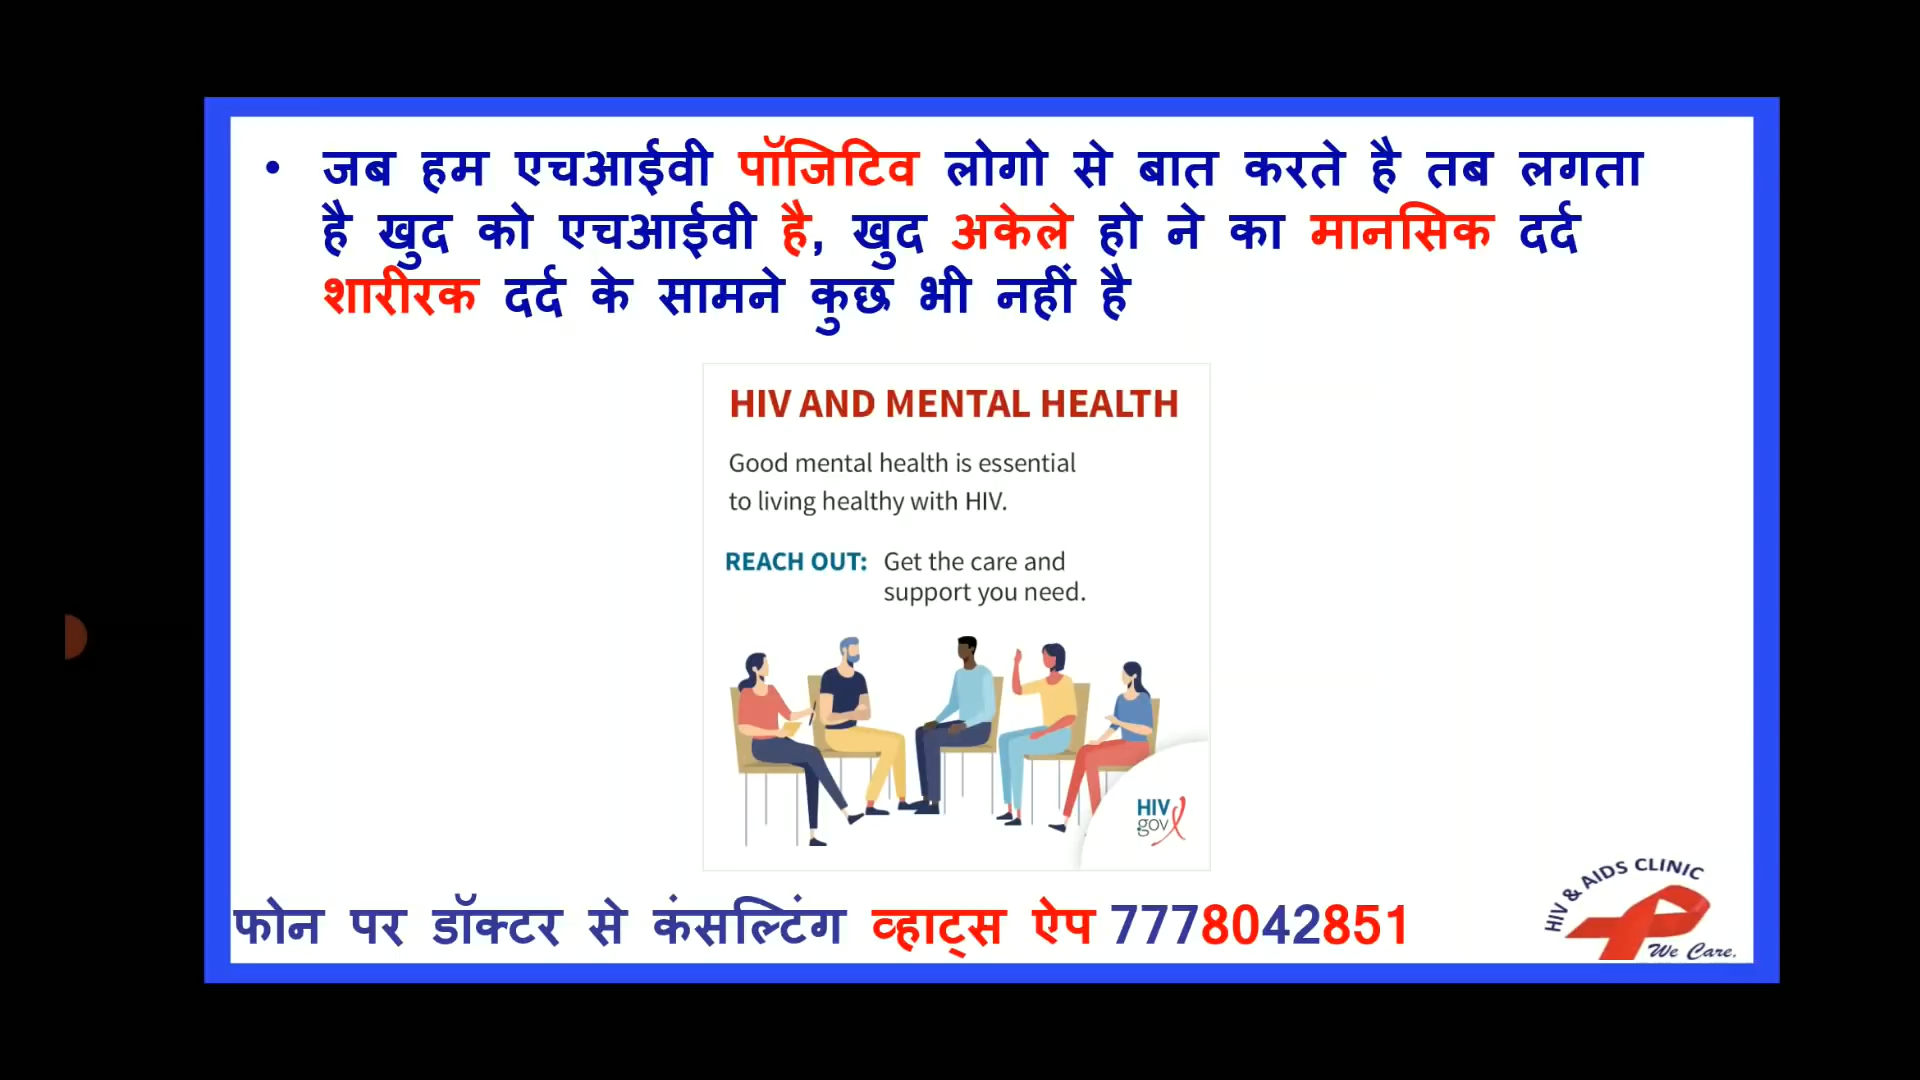 • जब हम एचआईवी पॉजिटिव लोगो से बात करते है तब लगता
है खुद को एचआईवी है, खुद अकेले हो ने का मानसिक दर्द
शारीरक दर्द के सामने कुछ भी नहीं है
HIV AND MENTAL HEALTH
Good mental health is essential
to living healthy with HIV.
REACH OUT: Get the care and
support you need.
HIV
gov
HIV & AIDS CLINIC
We Care.
फोन पर डॉक्टर से कंसल्टिंग व्हाट्स ऐप 7778042851